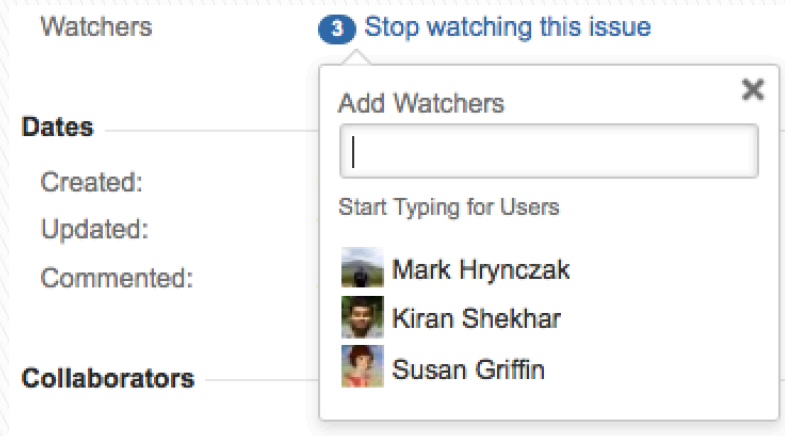 Watchers
3 Stop watching this issue
Add Watchers
Dates
Created:
Start Typing for Users
Updated:
Mark Hrynczak
Commented:
Kiran Shekhar
Susan Griffin
Collaborators